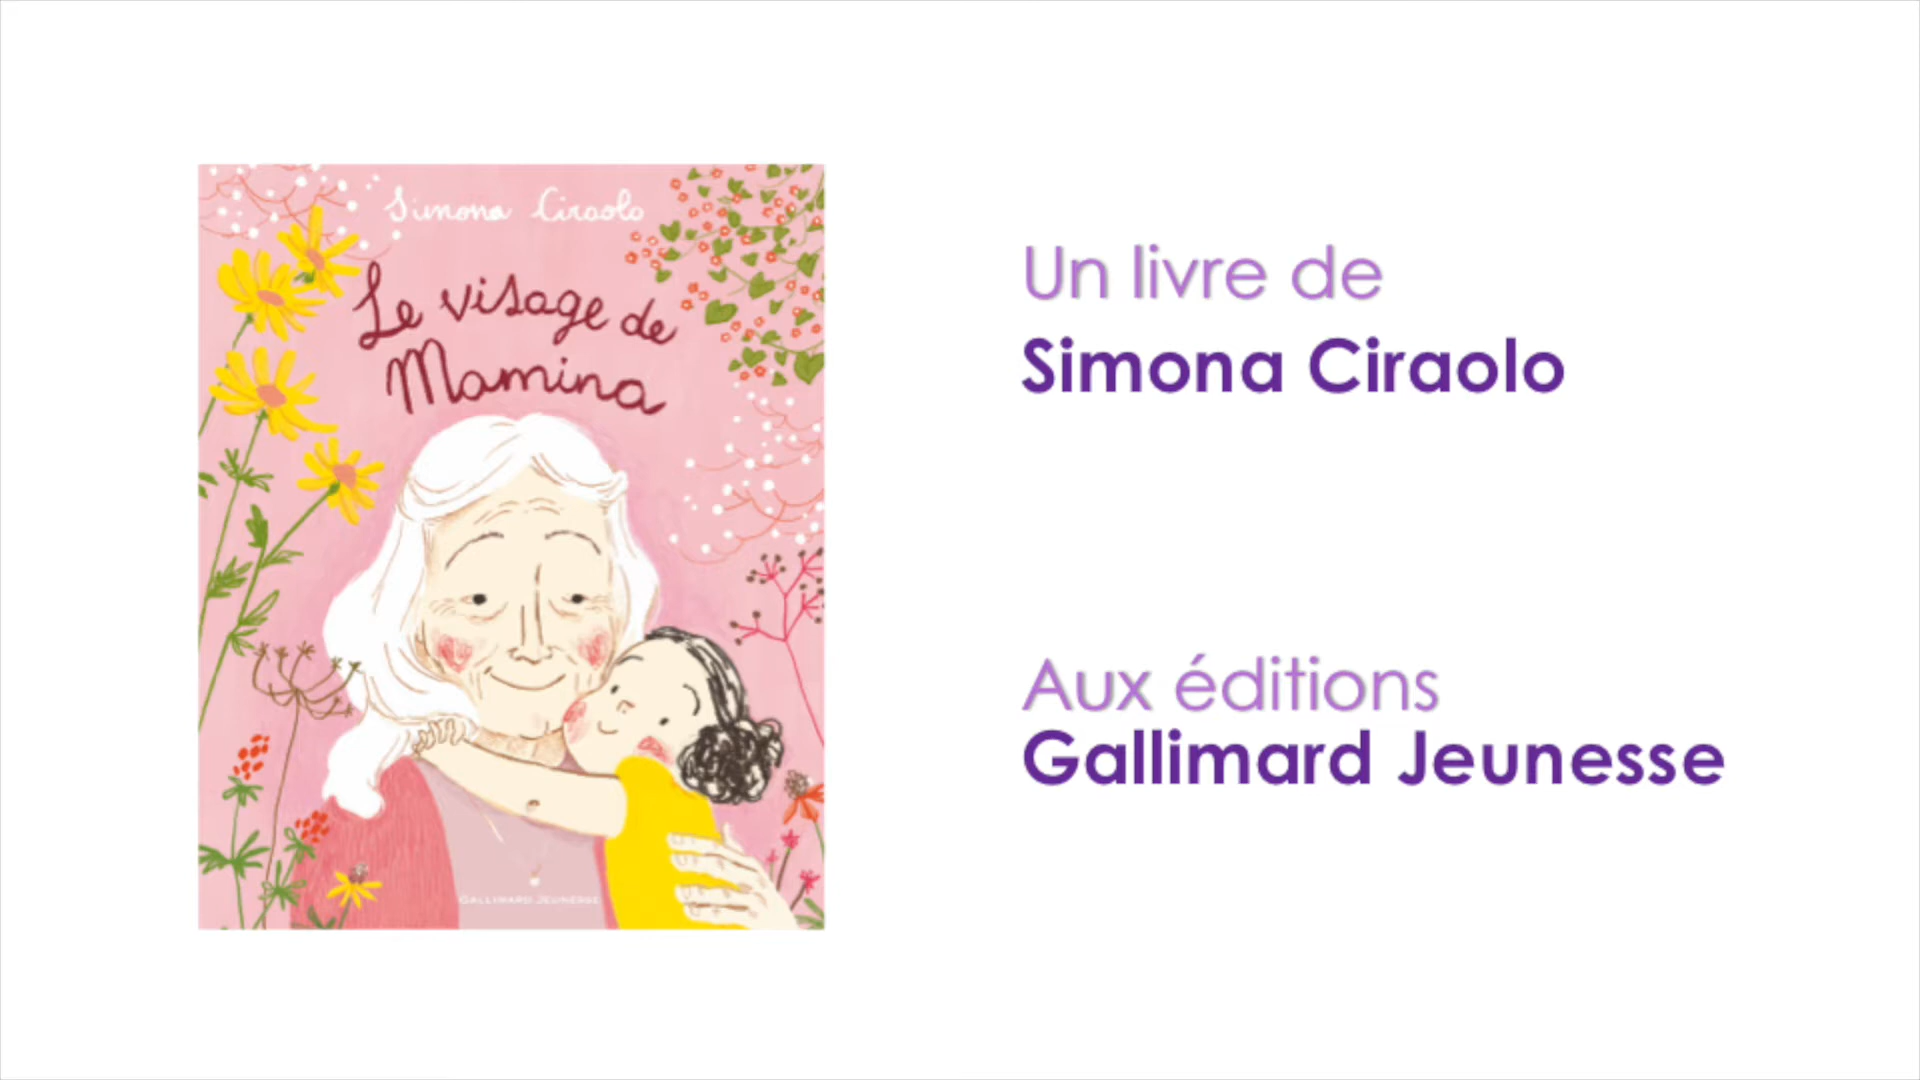 Simona Ciraolo
Le visage de
Mamina
GALLIMARD JEUNESSE
Un livre de
Simona Ciraolo
Aux éditions
Gallimard Jeunesse